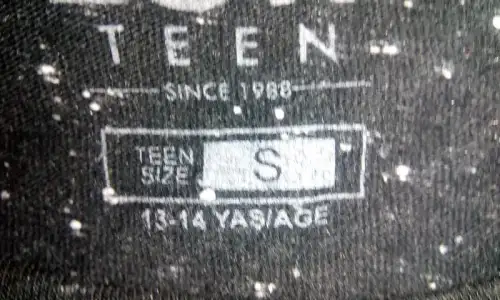 TEEN
SINCE 1988
TEEN
SIZE
S
13-14 YAŞ/AGE